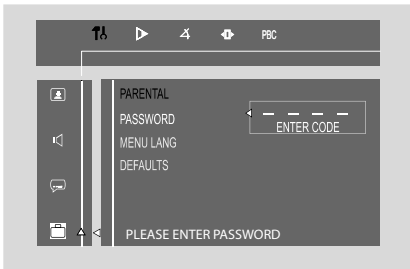 PBC
PARENTAL
PASSWORD
ENTER CODE
MENU LANG
DEFAULTS
PLEASE ENTER PASSWORD